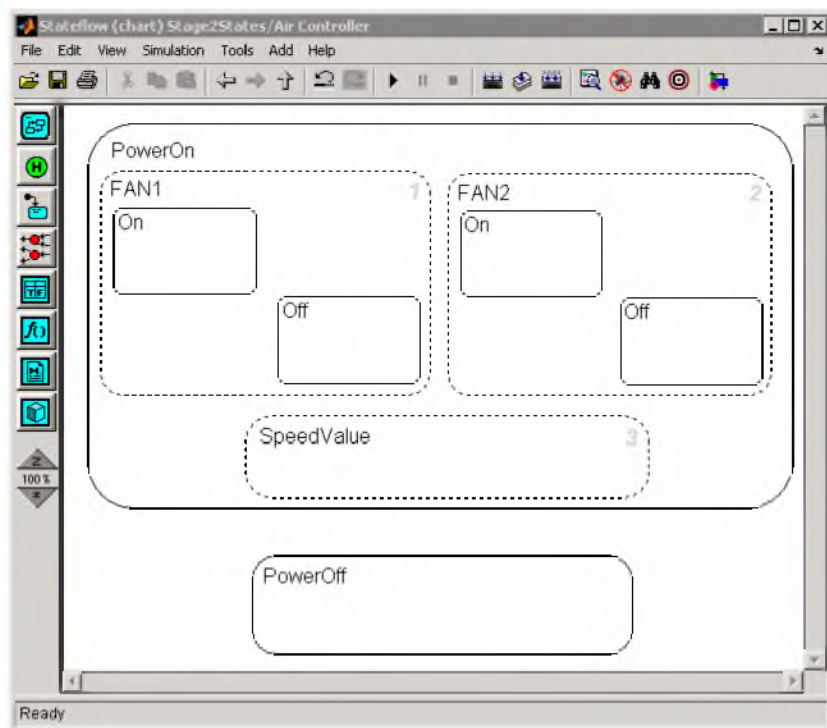 Stateflow (chart) Stage2States/Air Controller
File Edit View Simulation Tools Add Help
PowerOn
FAN1 1
FAN2 2
On
On
Off
Off
SpeedValue 3
100 %
PowerOff
Ready